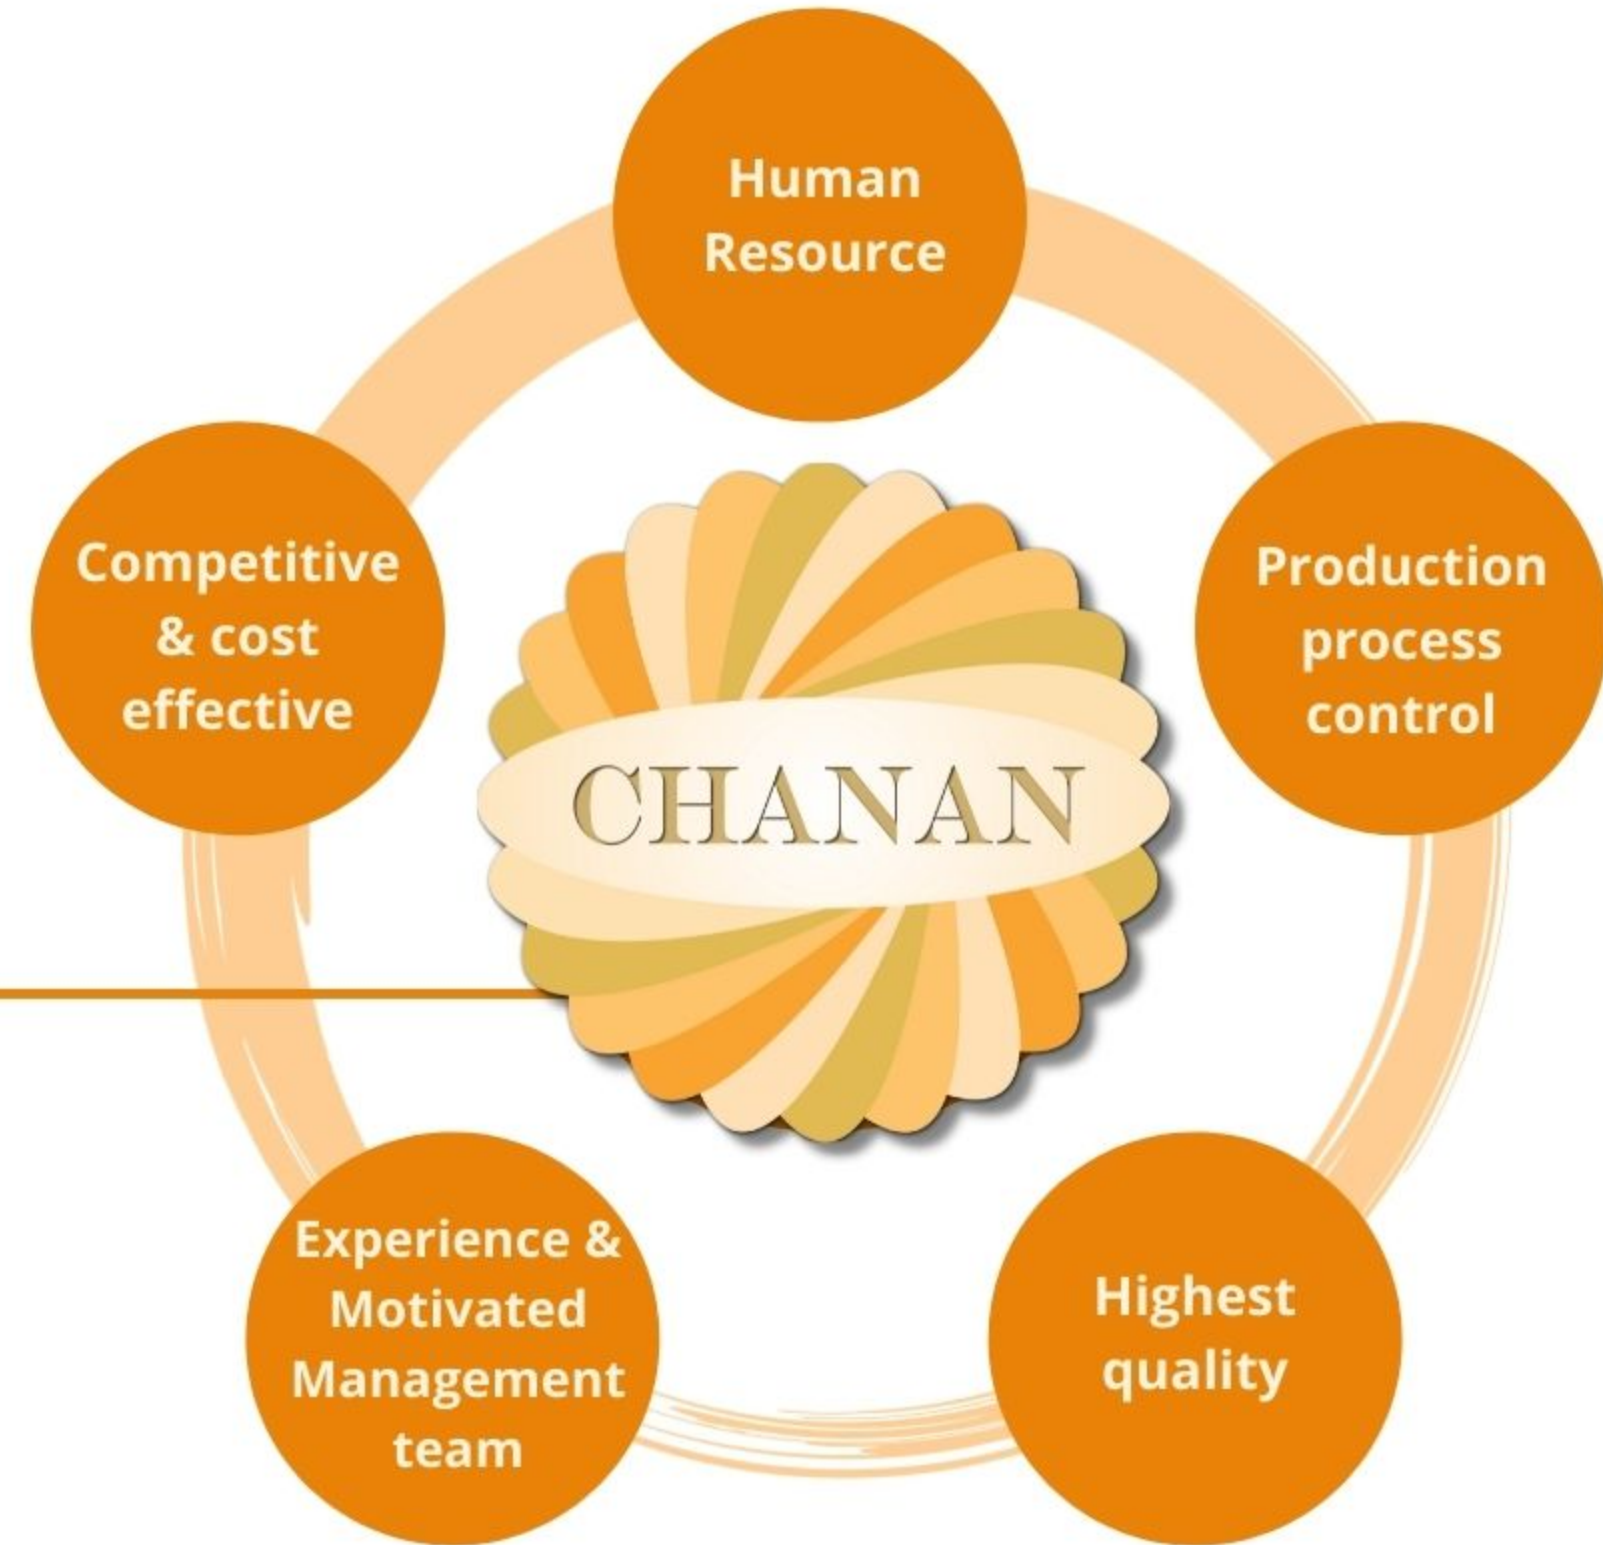 Human
Resource
Competitive
& cost
effective
Production
process
control
CHANAN
Experience &
Motivated
Management
team
Highest
quality